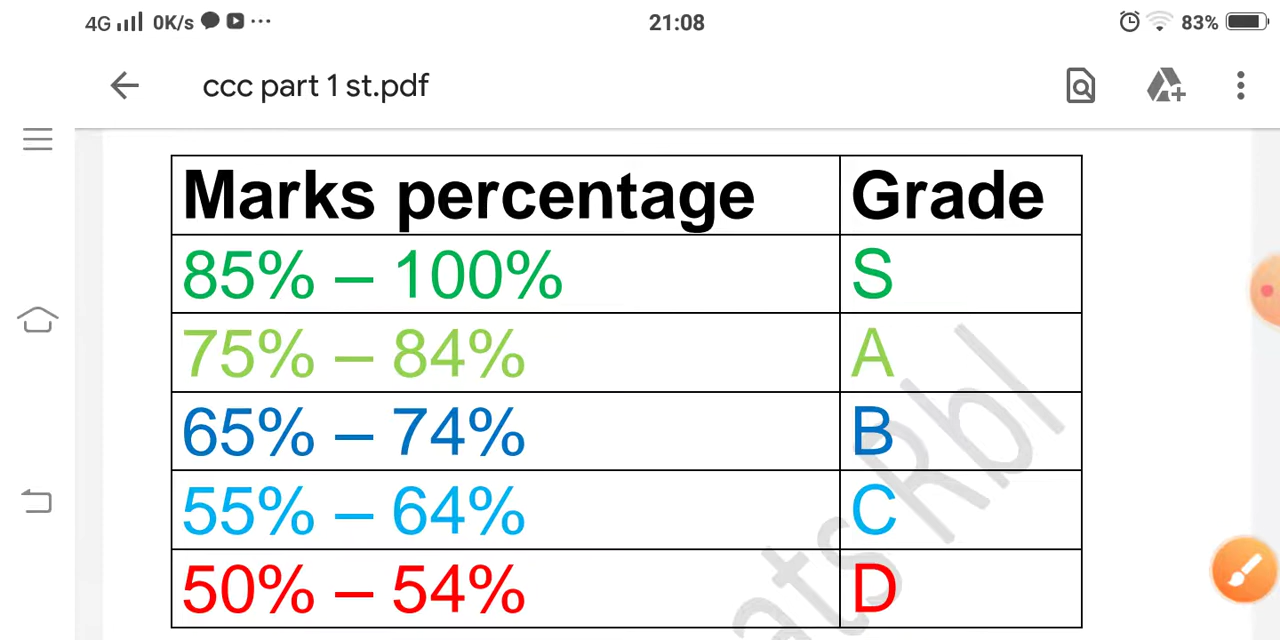 4G 0K/s ... 21:08 83%
ccc part 1 st.pdf
Marks percentage Grade
85% – 100% S
75% – 84% A
65% – 74% B
55% – 64% C
50% – 54% D
Rbl